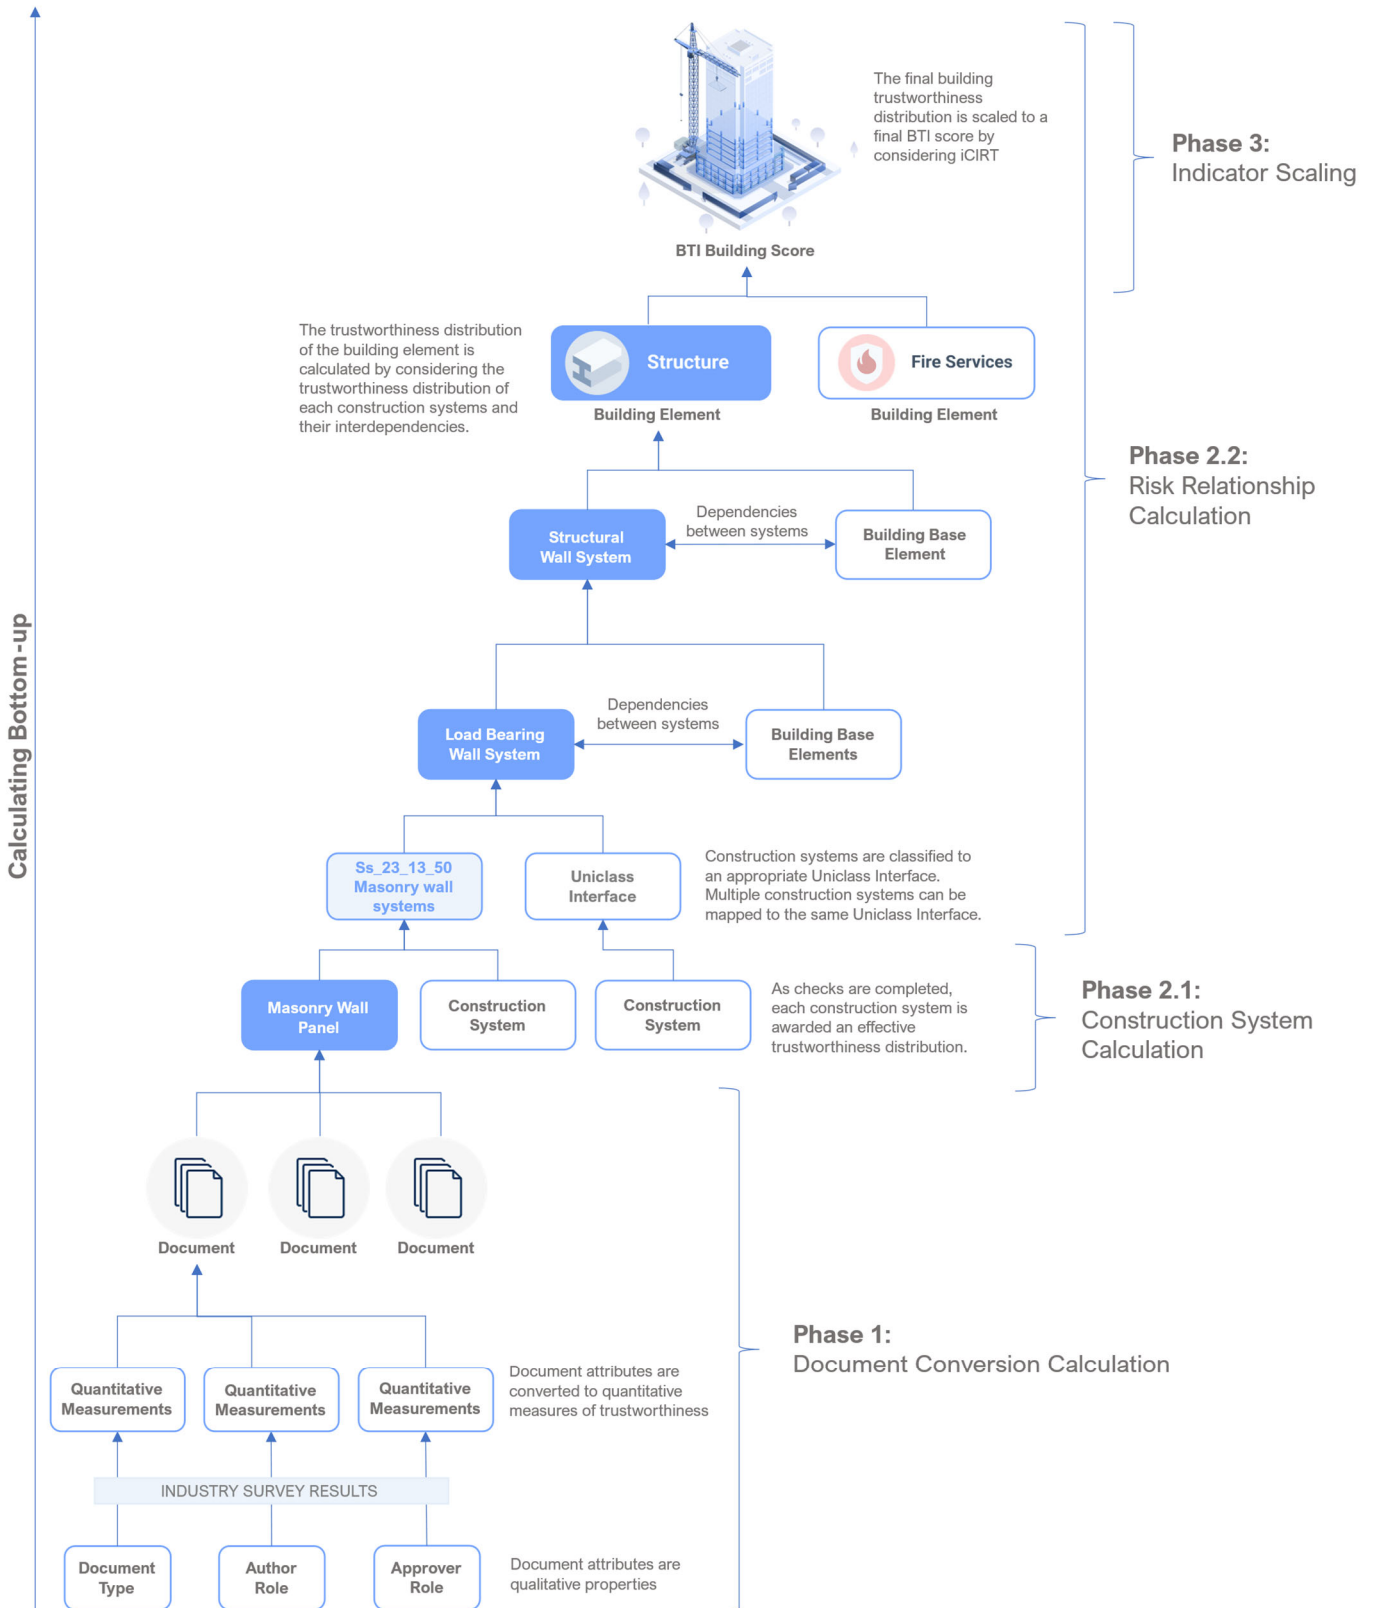 The final building
trustworthiness
distribution is scaled to a
final BTI score by
considering iCIRT
Phase 3:
Indicator Scaling
BTI Building Score
The trustworthiness distribution
of the building element is
calculated by considering the
trustworthiness distribution of
each construction systems and
their interdependencies.
Structure
Building Element
Fire Services
Building Element
Phase 2.2:
Risk Relationship
Calculation
Structural
Wall System
Dependencies
between systems
Building Base
Element
Calculating Bottom-up
Load Bearing
Wall System
Dependencies
between systems
Building Base
Elements
Ss_23_13_50
Masonry wall
systems
Uniclass
Interface
Construction systems are classified to
an appropriate Uniclass Interface.
Multiple construction systems can be
mapped to the same Uniclass Interface.
Masonry Wall
Panel
Construction
System
Construction
System
As checks are completed,
each construction system is
awarded an effective
trustworthiness distribution.
Phase 2.1:
Construction System
Calculation
Document
Document
Document
Phase 1:
Document Conversion Calculation
Quantitative
Measurements
Quantitative
Measurements
Quantitative
Measurements
Document attributes are
converted to quantitative
measures of trustworthiness
INDUSTRY SURVEY RESULTS
Document
Type
Author
Role
Approver
Role
Document attributes are
qualitative properties